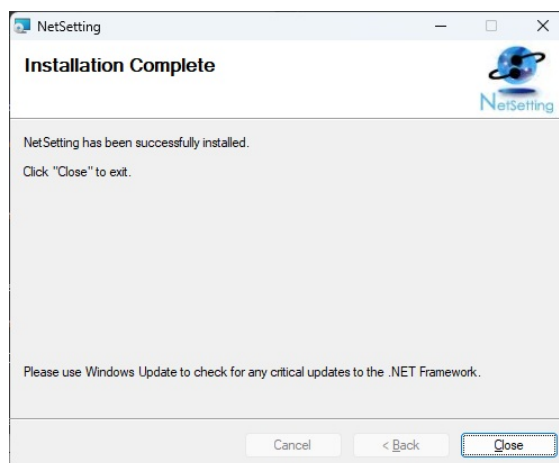 NetSetting
Installation Complete
NetSetting
NetSetting has been successfully installed.
Click "Close" to exit.
Please use Windows Update to check for any critical updates to the .NET Framework.
Cancel
< Back
Close